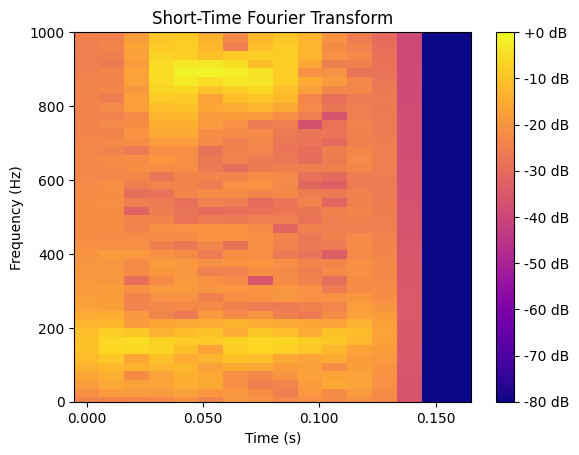 Short-Time Fourier Transform
1000
800
600
400
200
0
Frequency (Hz)
0.000
0.050
0.100
0.150
Time (s)
+0 dB
-10 dB
-20 dB
-30 dB
-40 dB
-50 dB
-60 dB
-70 dB
-80 dB